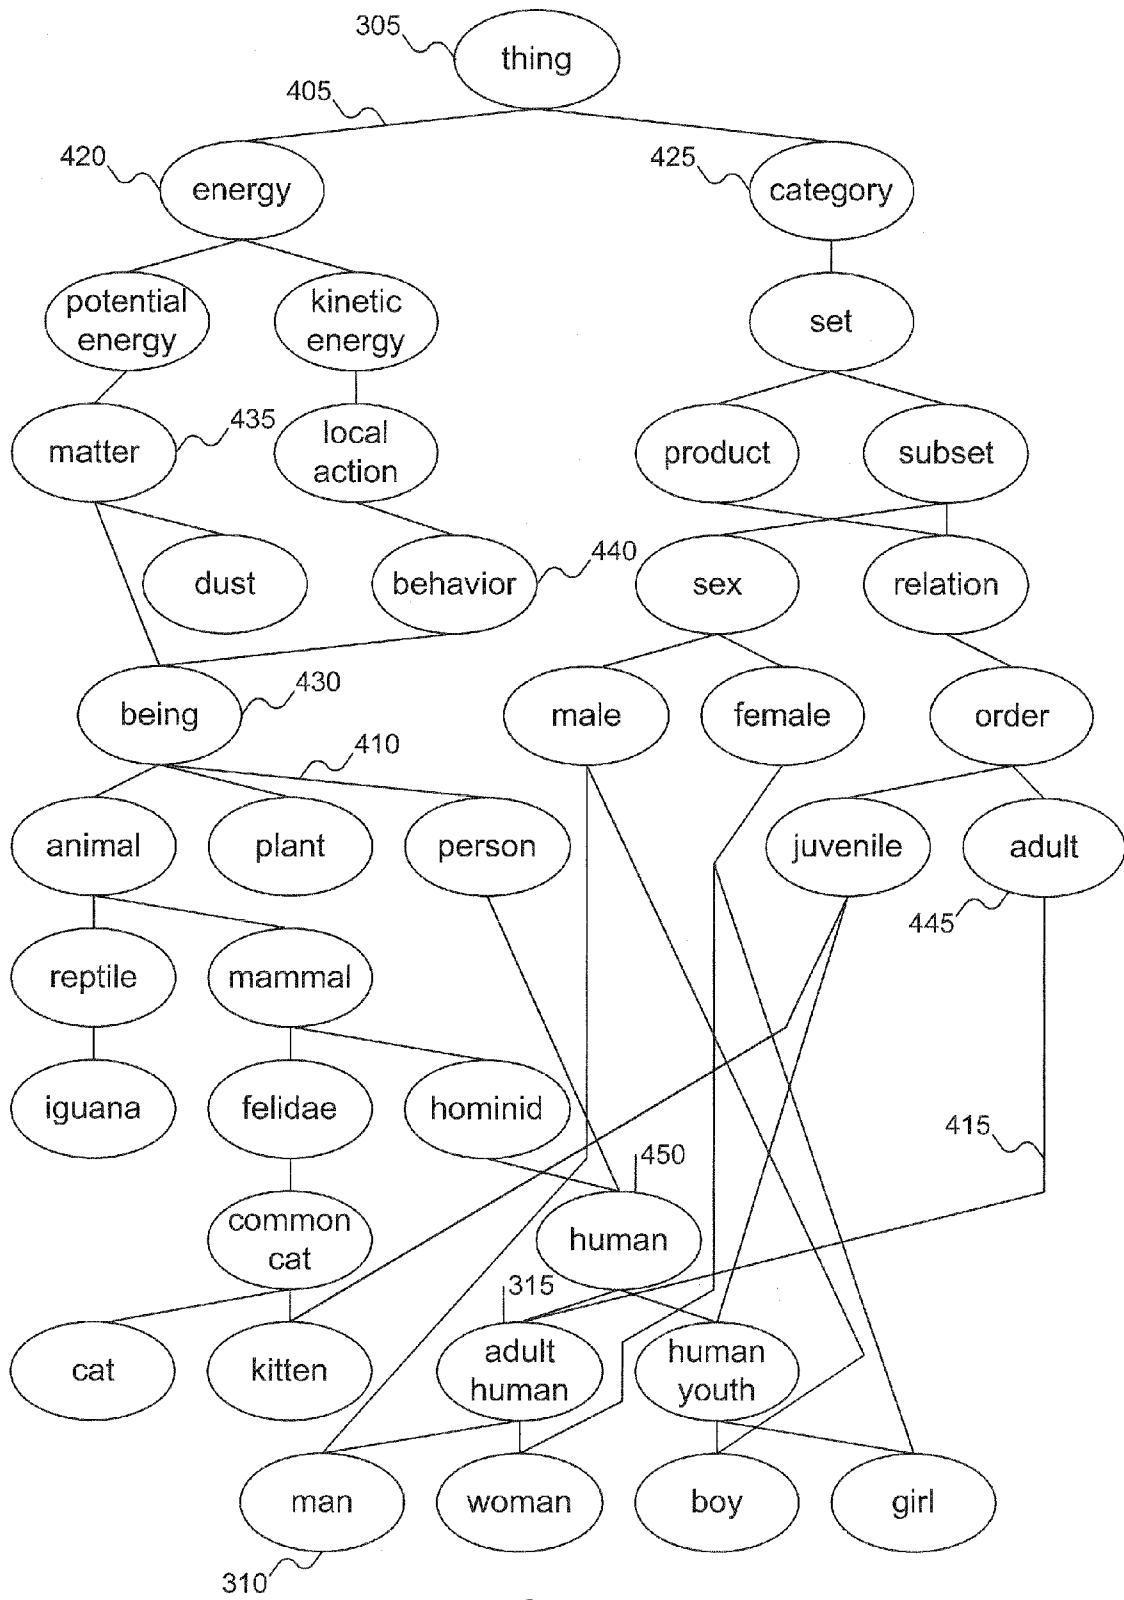 305
thing
405
420
425
energy
category
potential
energy
kinetic
energy
set
matter
435
local
action
product
subset
dust
behavior
440
sex
relation
being
430
male
female
order
410
animal
plant
person
juvenile
adult
445
reptile
mammal
iguana
felidae
hominid
415
450
common
cat
human
315
cat
kitten
adult
human
human
youth
man
woman
boy
girl
310